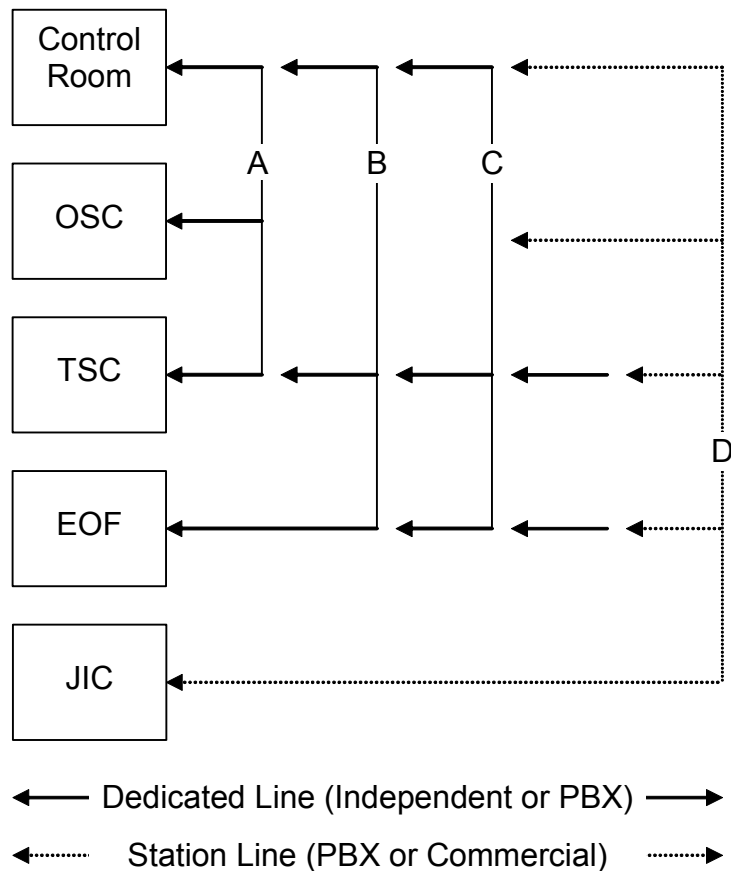 Control
Room
A
B
C
OSC
TSC
D
EOF
JIC
Dedicated Line (Independent or PBX)
Station Line (PBX or Commercial)